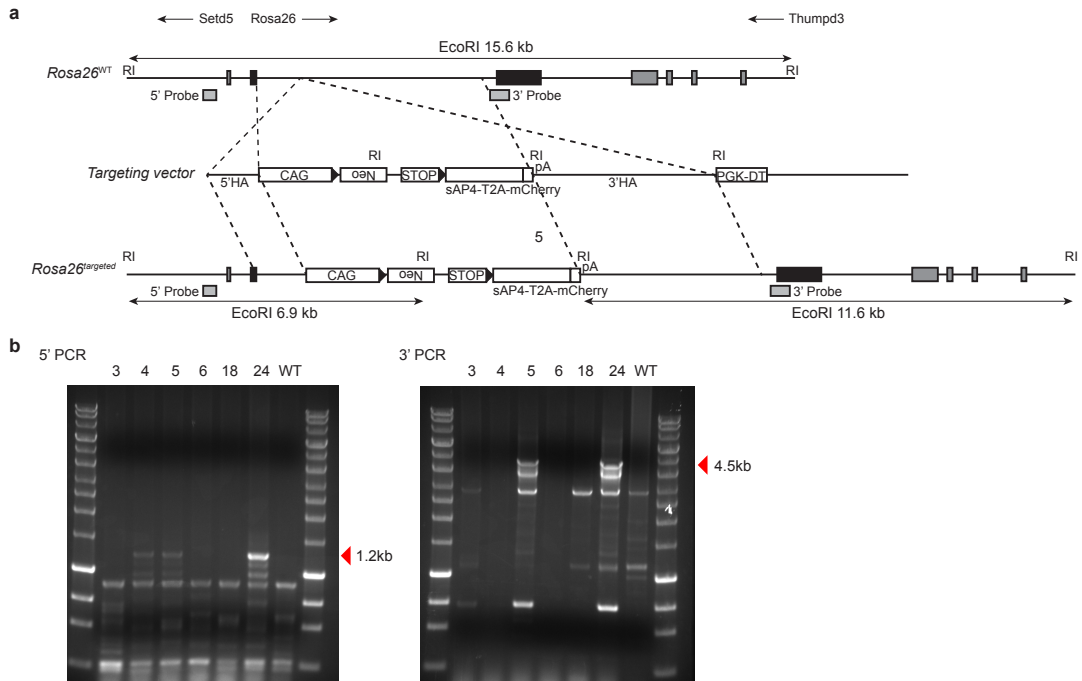 a
Setd5 Rosa26 Thumpd3
EcoRI 15.6 kb
Rosa26WT RI RI
5’ Probe 3’ Probe
Targeting vector 5’HA CAG Neo RI STOP sAP4-T2A-mCherry RI pA 3’HA RI PGK-DT
5
Rosa26targeted RI CAG Neo RI STOP sAP4-T2A-mCherry RI pA RI
5’ Probe 3’ Probe
EcoRI 6.9 kb EcoRI 11.6 kb
b
5’ PCR
3 4 5 6 18 24 WT
1.2kb
3’ PCR
3 4 5 6 18 24 WT
4.5kb